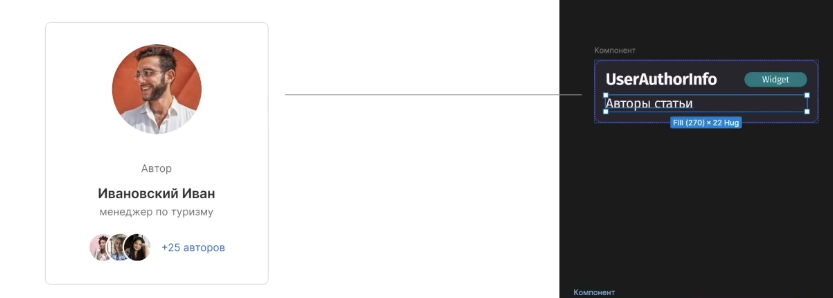 Автор
Ивановский Иван
менеджер по туризму
+25 авторов
Компонент
UserAuthorInfo
Widget
Авторы статьи
Fill (270) × 22 Hug
Компонент